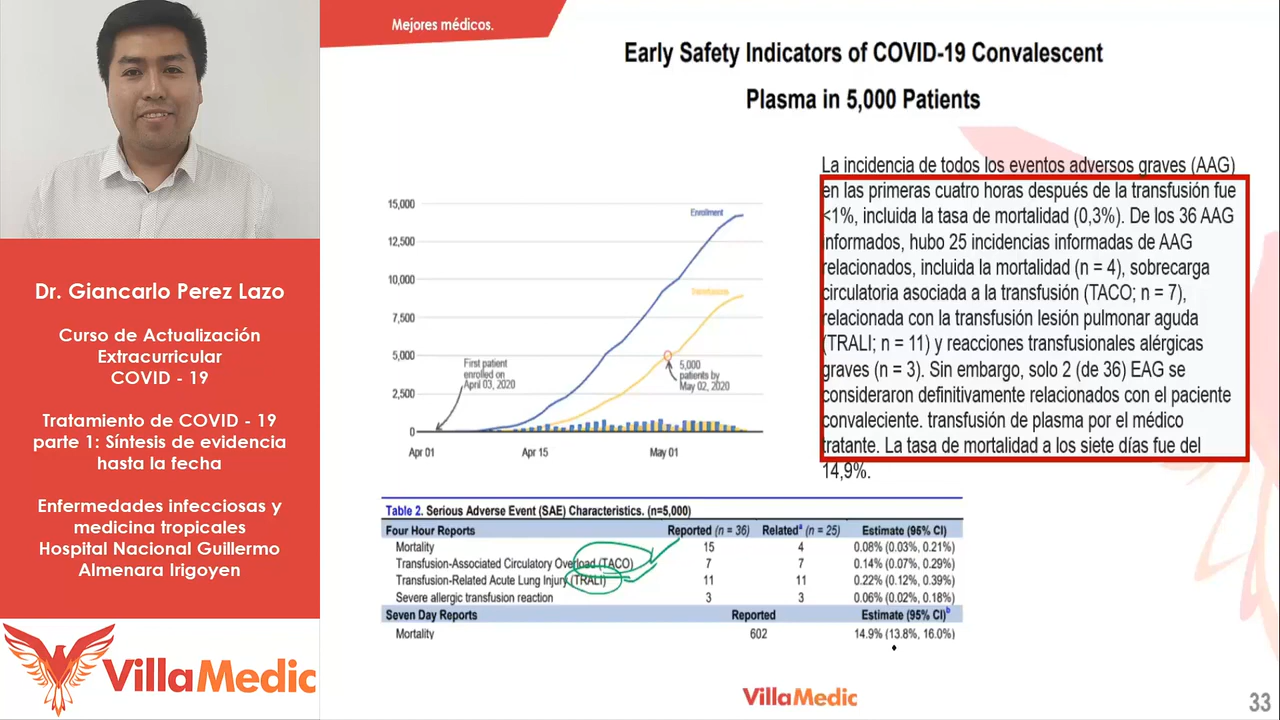 Mejores médicos.
Early Safety Indicators of COVID-19 Convalescent
Plasma in 5,000 Patients
La incidencia de todos los eventos adversos graves (AAG)
en las primeras cuatro horas después de la transfusión fue
<1%, incluida la tasa de mortalidad (0,3%). De los 36 AAG
informados, hubo 25 incidencias informadas de AAG
relacionados, incluida la mortalidad (n = 4), sobrecarga
circulatoria asociada a la transfusión (TACO; n = 7),
relacionada con la transfusión lesión pulmonar aguda
(TRALI; n = 11) y reacciones transfusionales alérgicas
graves (n = 3). Sin embargo, solo 2 (de 36) EAG se
consideraron definitivamente relacionados con el paciente
convaleciente. transfusión de plasma por el médico
tratante. La tasa de mortalidad a los siete días fue del
14,9%.
15,000
12,500
10,000
7,500
5,000
2,500
0
Enrollment
Transfusions
First patient
enrolled on
April 03, 2020
5,000
patients by
May 02, 2020
Apr 01
Apr 15
May 01
Table 2. Serious Adverse Event (SAE) Characteristics. (n=5,000)
Four Hour Reports Reported (n = 36) Relatedª (n = 25) Estimate (95% CI)
Mortality 15 4 0.08% (0.03%, 0.21%)
Transfusion-Associated Circulatory Overload (TACO) 7 7 0.14% (0.07%, 0.29%)
Transfusion-Related Acute Lung Injury (TRALI) 11 11 0.22% (0.12%, 0.39%)
Severe allergic transfusion reaction 3 3 0.06% (0.02%, 0.18%)
Seven Day Reports Reported Estimate (95% CI)b
Mortality 602 14.9% (13.8%, 16.0%)
Dr. Giancarlo Perez Lazo
Curso de Actualización
Extracurricular
COVID - 19
Tratamiento de COVID - 19
parte 1: Síntesis de evidencia
hasta la fecha
Enfermedades infecciosas y
medicina tropicales
Hospital Nacional Guillermo
Almenara Irigoyen
VillaMedic
VillaMedic
33